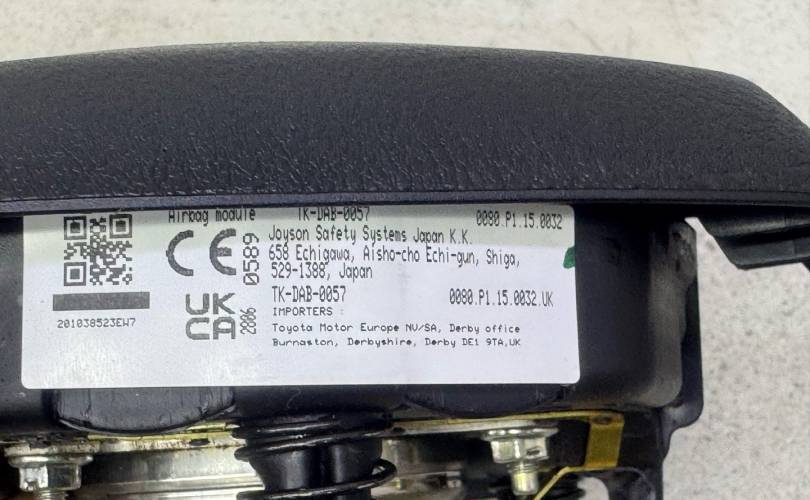 Airbag module TK-DAB-0057 0080.P1.15.0032
CE 0589
Joyson Safety Systems Japan K.K.
658 Echigawa, Aisho-cho Echi-gun, Shiga,
529-1388, Japan
UK
CA 2806
TK-DAB-0057 0080.P1.15.0032.UK
IMPORTERS :
Toyota Motor Europe NV/SA, Derby office
Burnaston, Derbyshire, Derby DE1 9TA,UK
201038523EW7